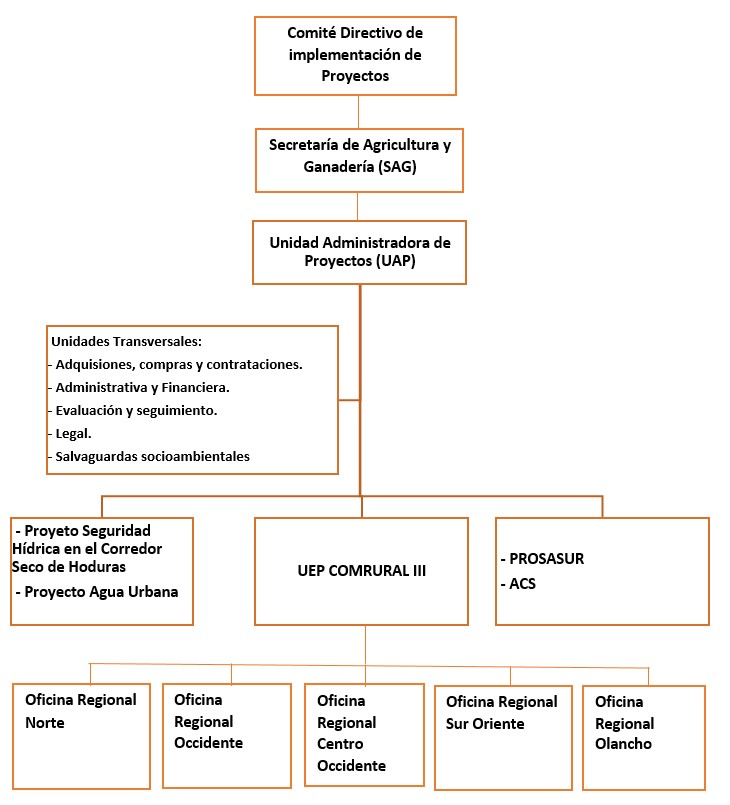 Comité Directivo de
implementación de
Proyectos
Secretaría de Agricultura y
Ganadería (SAG)
Unidad Administradora de
Proyectos (UAP)
Unidades Transversales:
- Adquisiones, compras y contrataciones.
- Administrativa y Financiera.
- Evaluación y seguimiento.
- Legal.
- Salvaguardas socioambientales
- Proyeto Seguridad
Hídrica en el Corredor
Seco de Hoduras
- Proyecto Agua Urbana
UEP COMRURAL III
- PROSASUR
- ACS
Oficina Regional
Norte
Oficina
Regional
Occidente
Oficina
Regional
Centro
Occidente
Oficina Regional
Sur Oriente
Oficina
Regional
Olancho